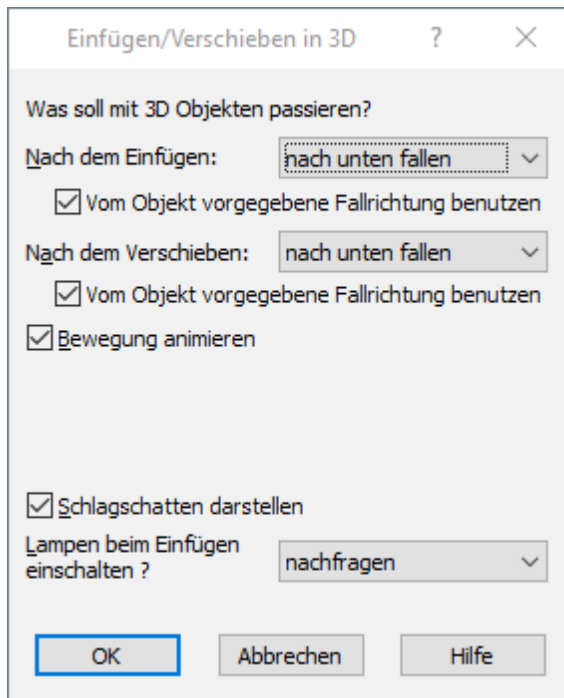 Einfügen/Verschieben in 3D ?
Was soll mit 3D Objekten passieren?
Nach dem Einfügen: nach unten fallen
Vom Objekt vorgegebene Fallrichtung benutzen
Nach dem Verschieben: nach unten fallen
Vom Objekt vorgegebene Fallrichtung benutzen
Bewegung animieren
Schlagschatten darstellen
Lampen beim Einfügen
einschalten ? nachfragen
OK Abbrechen Hilfe